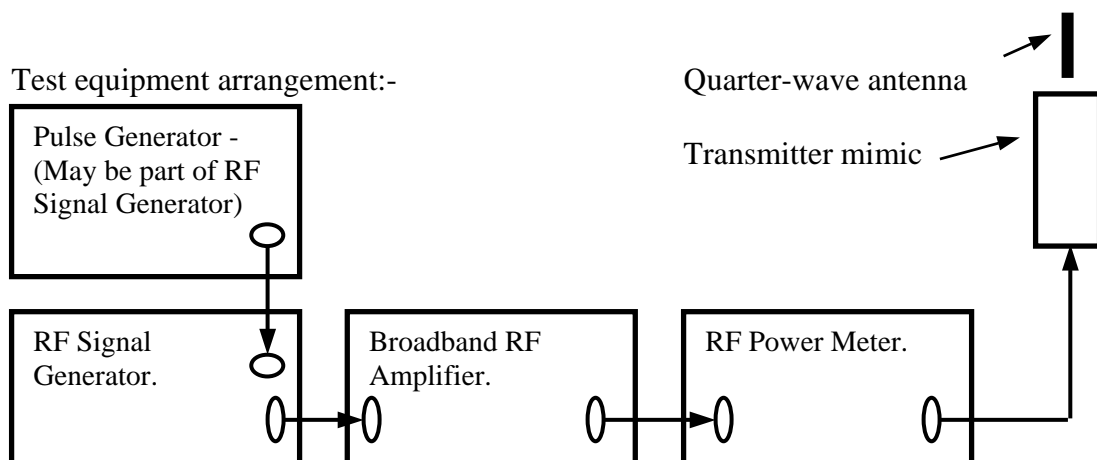 Test equipment arrangement:-
Quarter-wave antenna
Pulse Generator -
(May be part of RF
Signal Generator)
Transmitter mimic
RF Signal
Generator.
Broadband RF
Amplifier.
RF Power Meter.